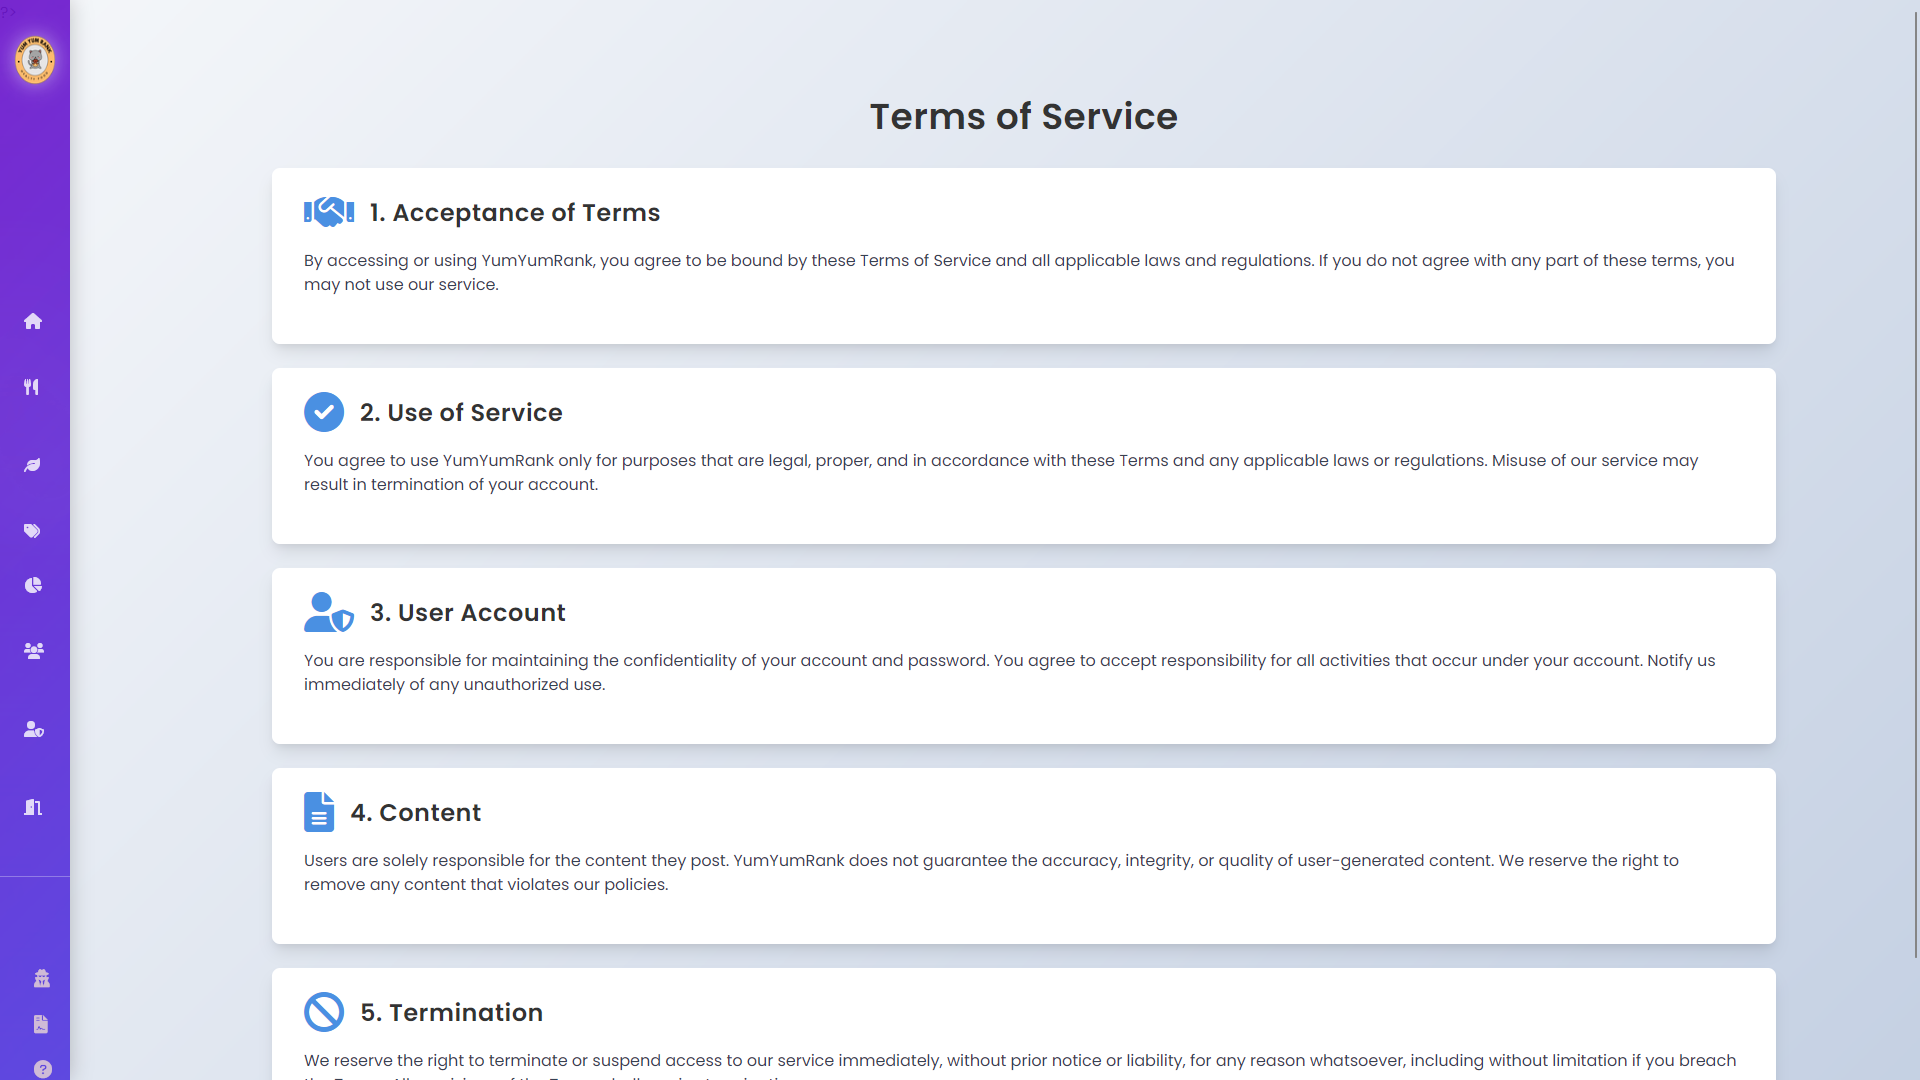 ?>
YUM YUM RANK
Terms of Service
1. Acceptance of Terms
By accessing or using YumYumRank, you agree to be bound by these Terms of Service and all applicable laws and regulations. If you do not agree with any part of these terms, you
may not use our service.
2. Use of Service
You agree to use YumYumRank only for purposes that are legal, proper, and in accordance with these Terms and any applicable laws or regulations. Misuse of our service may
result in termination of your account.
3. User Account
You are responsible for maintaining the confidentiality of your account and password. You agree to accept responsibility for all activities that occur under your account. Notify us
immediately of any unauthorized use.
4. Content
Users are solely responsible for the content they post. YumYumRank does not guarantee the accuracy, integrity, or quality of user-generated content. We reserve the right to
remove any content that violates our policies.
5. Termination
We reserve the right to terminate or suspend access to our service immediately, without prior notice or liability, for any reason whatsoever, including without limitation if you breach